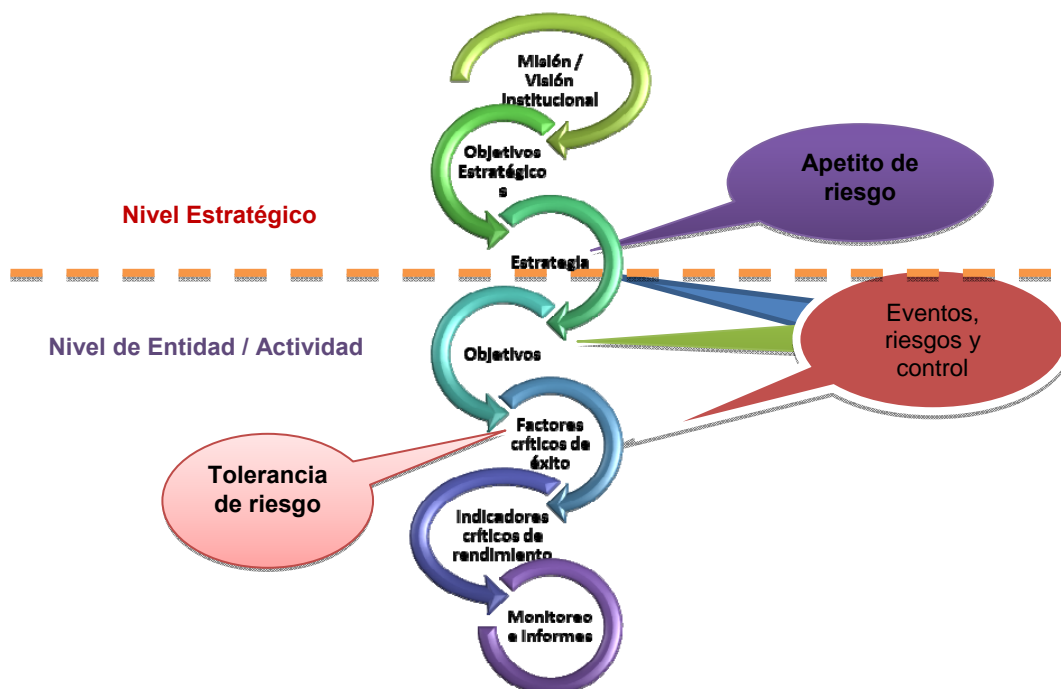 Misión /
Visión
Institucional
Objetivos
Estratégico
s
Apetito de
riesgo
Nivel Estratégico
Estrategia
Eventos,
riesgos y
control
Nivel de Entidad / Actividad
Objetivos
Factores
críticos de
éxito
Tolerancia
de riesgo
Indicadores
críticos de
rendimiento
Monitoreo
e Informes